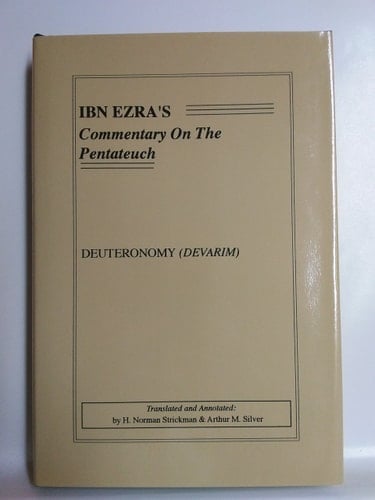 IBN EZRA'S
Commentary On The
Pentateuch
DEUTERONOMY (DEVARIM)
Translated and Annotated:
by H. Norman Strickman & Arthur M. Silver